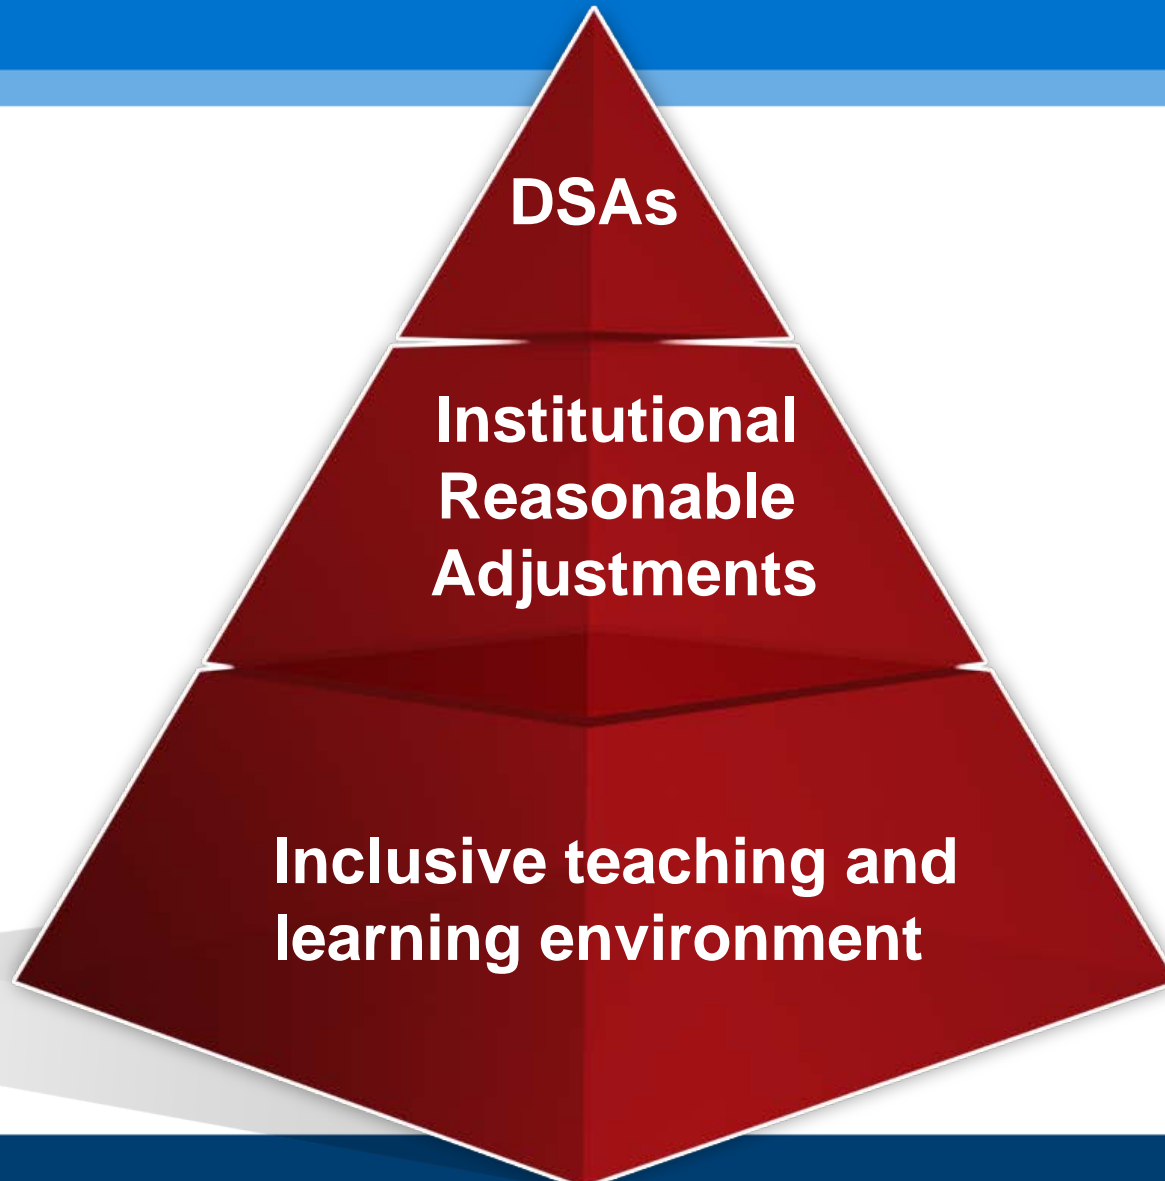 DSAs
Institutional
Reasonable
Adjustments
Inclusive teaching and
learning environment